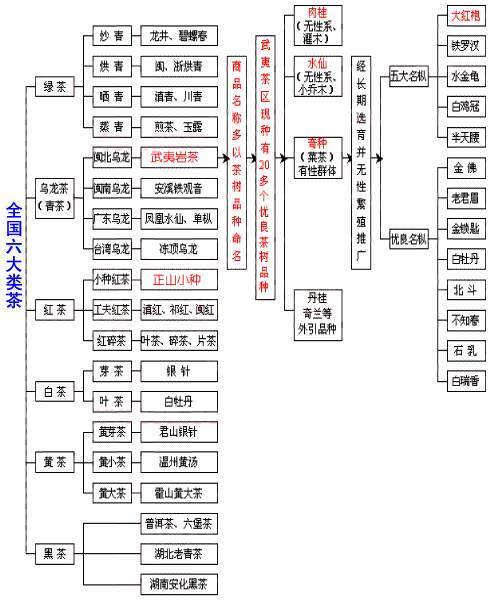 全国六大类茶
绿茶
炒青
龙井、碧螺春
烘青
闽、浙烘青
晒青
滇青、川青
蒸青
煎茶、玉露
乌龙茶
(青茶)
闽北乌龙
武夷岩茶
闽南乌龙
安溪铁观音
广东乌龙
凤凰水仙、单枞
台湾乌龙
冻顶乌龙
红茶
小种红茶
正山小种
工夫红茶
滇红、祁红、闽红
红碎茶
叶茶、碎茶、片茶
白茶
芽茶
银针
叶茶
白牡丹
黄茶
黄芽茶
君山银针
黄小茶
温州黄汤
黄大茶
霍山黄大茶
黑茶
普洱茶、六堡茶
湖北老青茶
湖南安化黑茶
商品名称多以茶树品种命名
武夷茶区现种有20多个优良茶树品种
肉桂
(无性系、
灌木)
水仙
(无性系、
小乔木)
奇种
(菜茶)
有性群体
丹桂
奇兰等
外引品种
经长期选育并无性繁殖推广
五大名枞
大红袍
铁罗汉
水金龟
白鸡冠
半天腰
优良名枞
金佛
老君眉
金锁匙
白牡丹
北斗
不知春
石乳
白瑞香